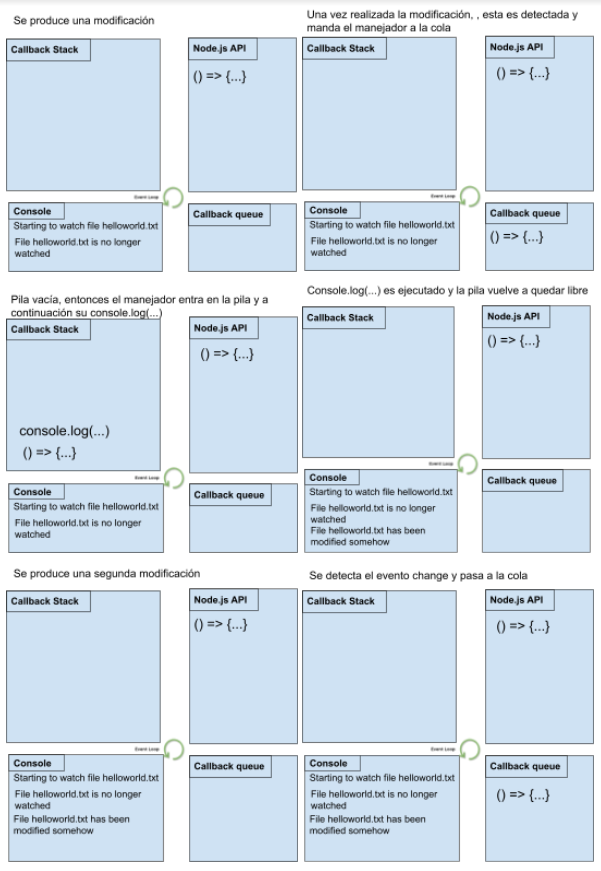 Se produce una modificación
Callback Stack
Node.js API
() => {...}
Event Loop
Console
Starting to watch file helloworld.txt
File helloworld.txt is no longer
watched
Callback queue
Una vez realizada la modificación, , esta es detectada y
manda el manejador a la cola
Callback Stack
Node.js API
() => {...}
Event Loop
Console
Starting to watch file helloworld.txt
File helloworld.txt is no longer
watched
Callback queue
() => {...}
Pila vacía, entonces el manejador entra en la pila y a
continuación su console.log(...)
Callback Stack
console.log(...)
() => {...}
Node.js API
() => {...}
Event Loop
Console
Starting to watch file helloworld.txt
File helloworld.txt is no longer
watched
Callback queue
Console.log(...) es ejecutado y la pila vuelve a quedar libre
Callback Stack
Node.js API
() => {...}
Event Loop
Console
Starting to watch file helloworld.txt
File helloworld.txt is no longer
watched
File helloworld.txt has been
modified somehow
Callback queue
Se produce una segunda modificación
Callback Stack
Node.js API
() => {...}
Event Loop
Console
Starting to watch file helloworld.txt
File helloworld.txt is no longer
watched
File helloworld.txt has been
modified somehow
Callback queue
Se detecta el evento change y pasa a la cola
Callback Stack
Node.js API
() => {...}
Event Loop
Console
Starting to watch file helloworld.txt
File helloworld.txt is no longer
watched
File helloworld.txt has been
modified somehow
Callback queue
() => {...}